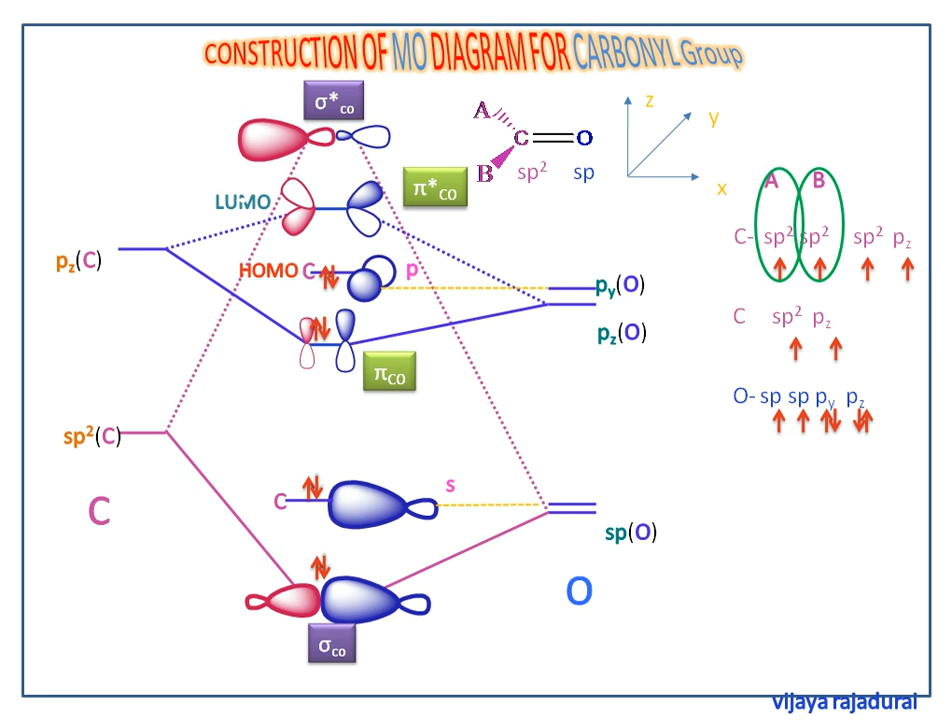 CONSTRUCTION OF MO DIAGRAM FOR CARBONYL Group
σ*CO
A
C O
B sp² sp
z
y
x
π*CO
LUMO
A B
C- sp² sp² sp² pz
pz(C)
HOMO C p
py(O)
pz(O)
C sp² pz
πCO
O- sp sp py pz
sp²(C)
C s
C
sp(O)
O
σCO
vijaya rajadurai